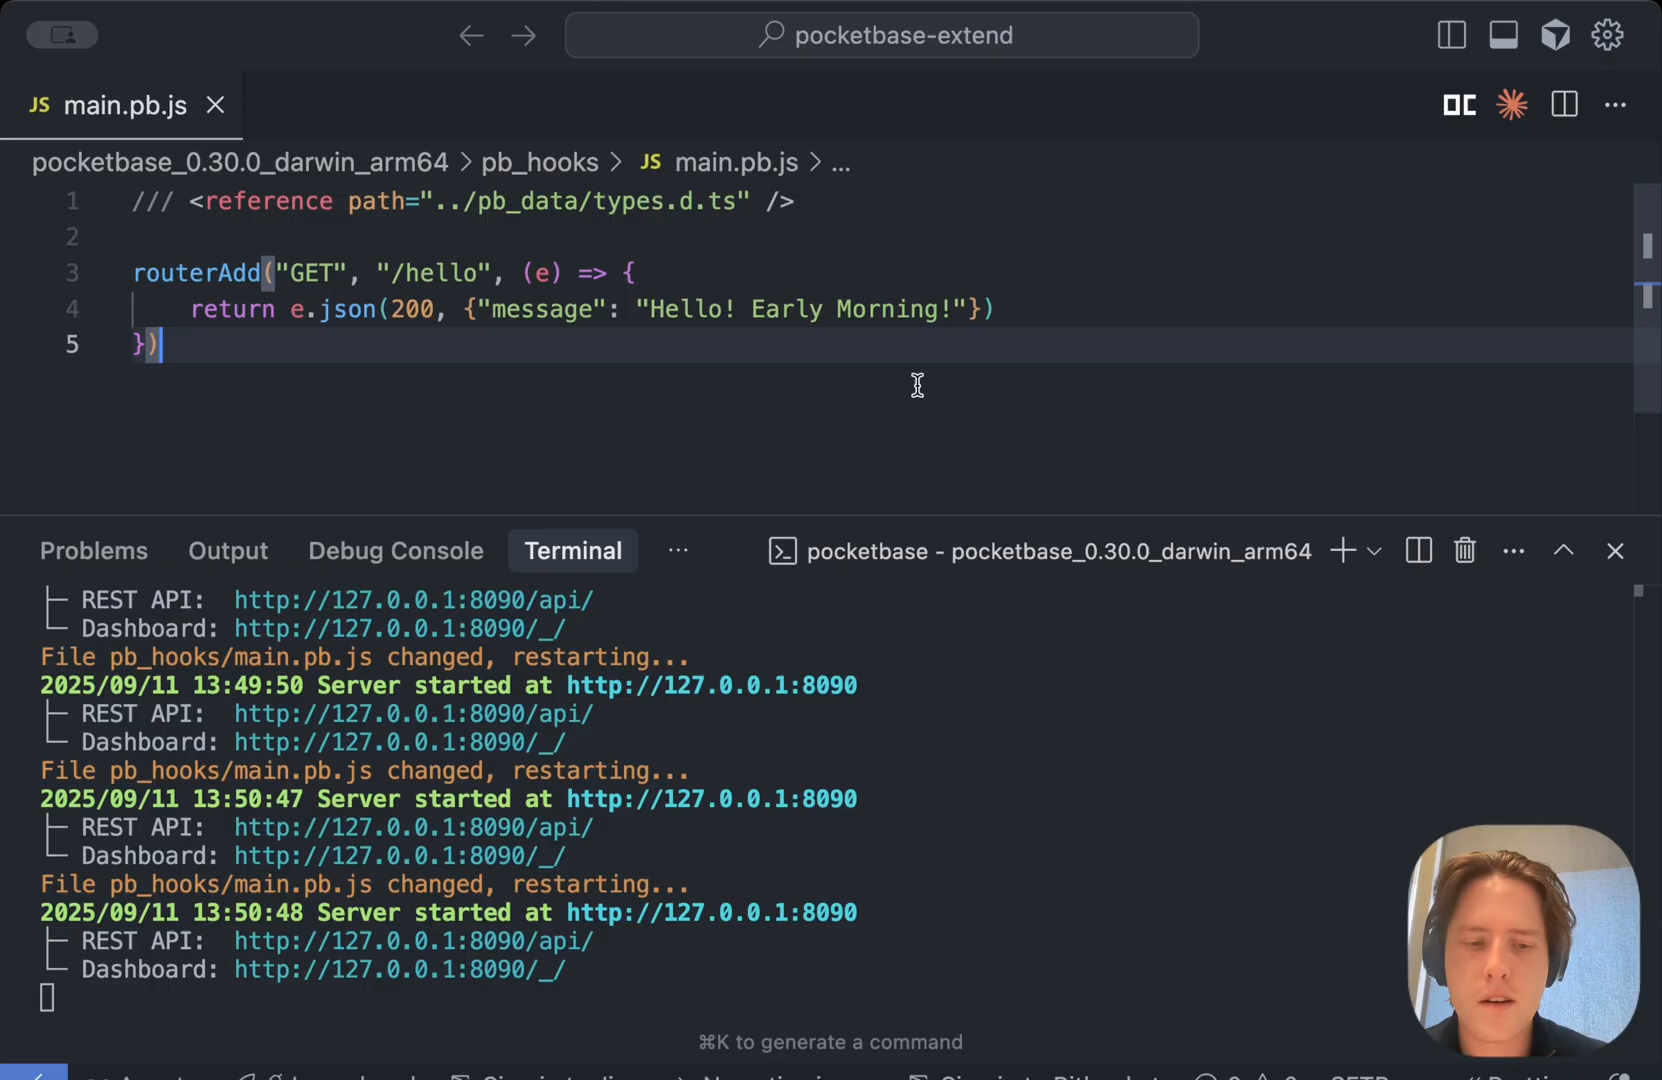 pocketbase-extend
JS main.pb.js
pocketbase_0.30.0_darwin_arm64 > pb_hooks > JS main.pb.js > ...
1 /// <reference path="../pb_data/types.d.ts" />
2
3 routerAdd("GET", "/hello", (e) => {
4 return e.json(200, {"message": "Hello! Early Morning!"})
5 })
Problems Output Debug Console Terminal ... pocketbase - pocketbase_0.30.0_darwin_arm64
├─ REST API: http://127.0.0.1:8090/api/
└─ Dashboard: http://127.0.0.1:8090/_/
File pb_hooks/main.pb.js changed, restarting...
2025/09/11 13:49:50 Server started at http://127.0.0.1:8090
├─ REST API: http://127.0.0.1:8090/api/
└─ Dashboard: http://127.0.0.1:8090/_/
File pb_hooks/main.pb.js changed, restarting...
2025/09/11 13:50:47 Server started at http://127.0.0.1:8090
├─ REST API: http://127.0.0.1:8090/api/
└─ Dashboard: http://127.0.0.1:8090/_/
File pb_hooks/main.pb.js changed, restarting...
2025/09/11 13:50:48 Server started at http://127.0.0.1:8090
├─ REST API: http://127.0.0.1:8090/api/
└─ Dashboard: http://127.0.0.1:8090/_/
⌘K to generate a command